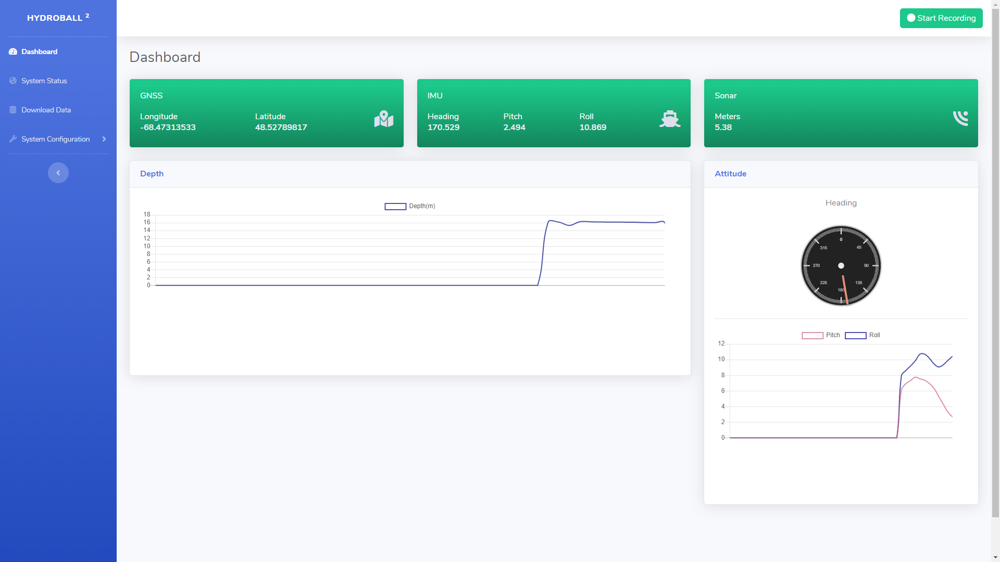 HYDROBALL 2
Start Recording
Dashboard
System Status
Download Data
System Configuration
Dashboard
GNSS
Longitude Latitude
-68.47313533 48.52789817
IMU
Heading Pitch Roll
170.529 2.494 10.869
Sonar
Meters
5.38
Depth
Depth(m)
18
16
14
12
10
8
6
4
2
0
Attitude
Heading
0
315 45
270 90
225 135
180
Pitch Roll
12
10
8
6
4
2
0